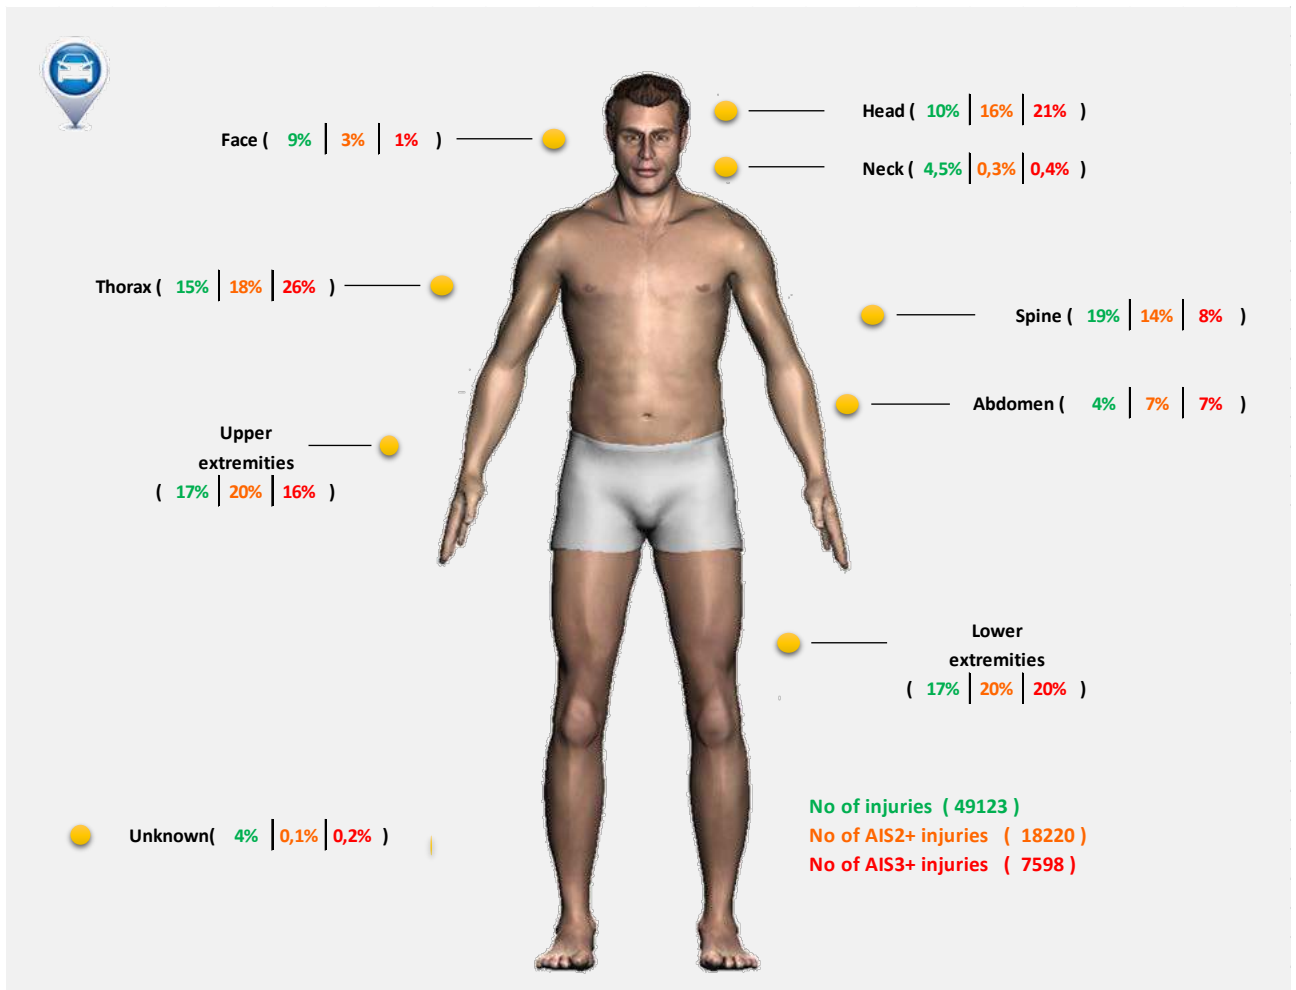 Head ( 10% | 16% | 21% )
Face ( 9% | 3% | 1% )
Neck ( 4,5% | 0,3% | 0,4% )
Thorax ( 15% | 18% | 26% )
Spine ( 19% | 14% | 8% )
Abdomen ( 4% | 7% | 7% )
Upper
extremities
( 17% | 20% | 16% )
Lower
extremities
( 17% | 20% | 20% )
No of injuries ( 49123 )
Unknown( 4% | 0,1% | 0,2% )
No of AIS2+ injuries ( 18220 )
No of AIS3+ injuries ( 7598 )